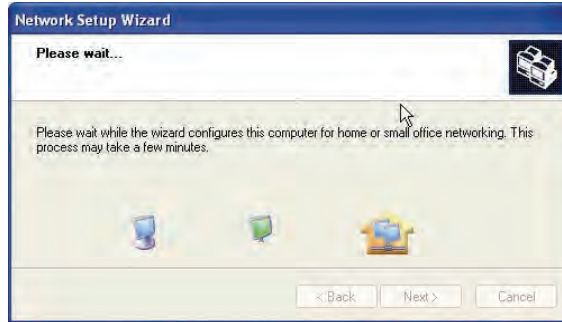 Network Setup Wizard
Please wait...
Please wait while the wizard configures this computer for home or small office networking. This
process may take a few minutes.
< Back
Next >
Cancel